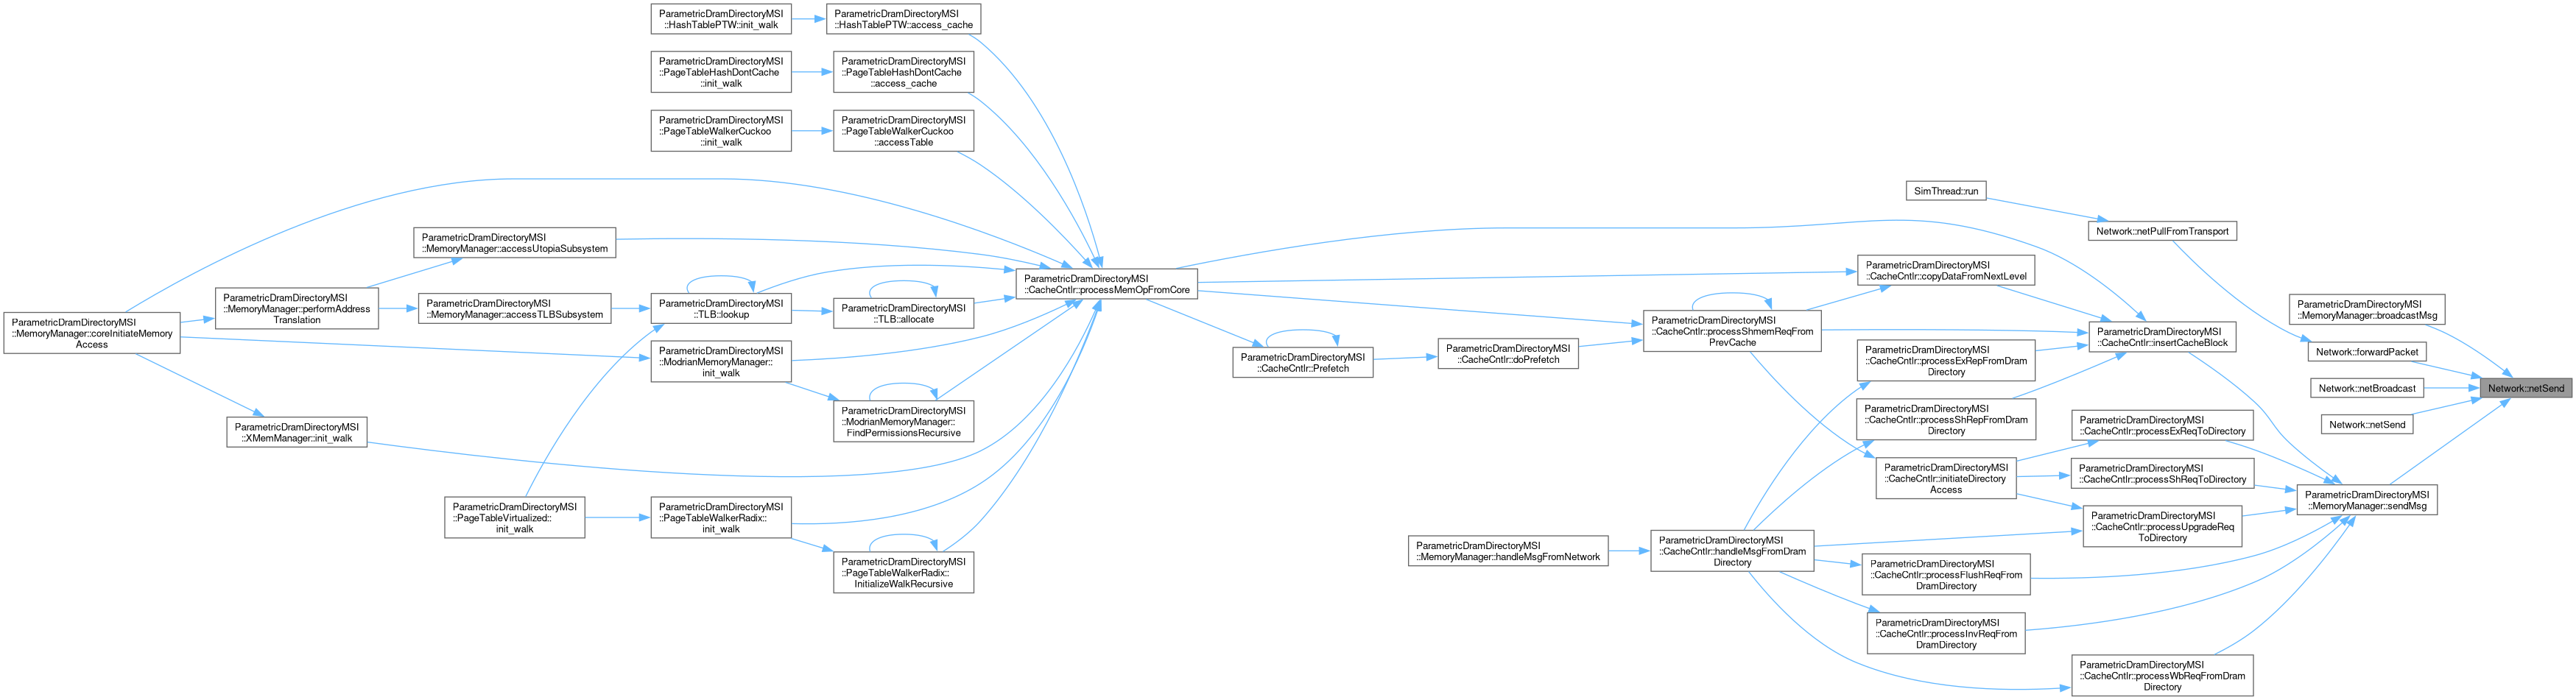 ParametricDramDirectoryMSI
::HashTablePTW::init_walk
ParametricDramDirectoryMSI
::HashTablePTW::access_cache
ParametricDramDirectoryMSI
::PageTableHashDontCache
::init_walk
ParametricDramDirectoryMSI
::PageTableHashDontCache
::access_cache
ParametricDramDirectoryMSI
::PageTableWalkerCuckoo
::init_walk
ParametricDramDirectoryMSI
::PageTableWalkerCuckoo
::accessTable
ParametricDramDirectoryMSI
::MemoryManager::coreInitiateMemory
Access
ParametricDramDirectoryMSI
::MemoryManager::performAddress
Translation
ParametricDramDirectoryMSI
::MemoryManager::accessUtopiaSubsystem
ParametricDramDirectoryMSI
::MemoryManager::accessTLBSubsystem
ParametricDramDirectoryMSI
::TLB::lookup
ParametricDramDirectoryMSI
::TLB::allocate
ParametricDramDirectoryMSI
::ModrianMemoryManager::
init_walk
ParametricDramDirectoryMSI
::ModrianMemoryManager::
FindPermissionsRecursive
ParametricDramDirectoryMSI
::XMemManager::init_walk
ParametricDramDirectoryMSI
::PageTableVirtualized::
init_walk
ParametricDramDirectoryMSI
::PageTableWalkerRadix::
init_walk
ParametricDramDirectoryMSI
::PageTableWalkerRadix::
InitializeWalkRecursive
ParametricDramDirectoryMSI
::CacheCntlr::processMemOpFromCore
ParametricDramDirectoryMSI
::CacheCntlr::Prefetch
ParametricDramDirectoryMSI
::CacheCntlr::doPrefetch
ParametricDramDirectoryMSI
::CacheCntlr::processShmemReqFrom
PrevCache
ParametricDramDirectoryMSI
::MemoryManager::handleMsgFromNetwork
ParametricDramDirectoryMSI
::CacheCntlr::handleMsgFromDram
Directory
SimThread::run
Network::netPullFromTransport
ParametricDramDirectoryMSI
::CacheCntlr::copyDataFromNextLevel
ParametricDramDirectoryMSI
::CacheCntlr::insertCacheBlock
ParametricDramDirectoryMSI
::CacheCntlr::processExRepFromDram
Directory
ParametricDramDirectoryMSI
::CacheCntlr::processShRepFromDram
Directory
ParametricDramDirectoryMSI
::CacheCntlr::initiateDirectory
Access
ParametricDramDirectoryMSI
::CacheCntlr::processExReqToDirectory
ParametricDramDirectoryMSI
::CacheCntlr::processShReqToDirectory
ParametricDramDirectoryMSI
::CacheCntlr::processUpgradeReq
ToDirectory
ParametricDramDirectoryMSI
::CacheCntlr::processFlushReqFrom
DramDirectory
ParametricDramDirectoryMSI
::CacheCntlr::processInvReqFrom
DramDirectory
ParametricDramDirectoryMSI
::CacheCntlr::processWbReqFromDram
Directory
ParametricDramDirectoryMSI
::MemoryManager::broadcastMsg
Network::forwardPacket
Network::netBroadcast
Network::netSend
ParametricDramDirectoryMSI
::MemoryManager::sendMsg
Network::netSend